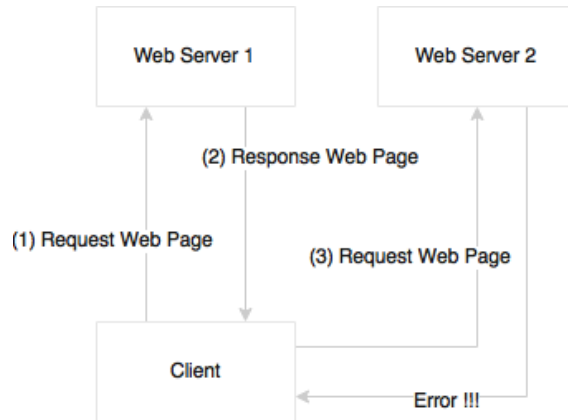 Web Server 1
Web Server 2
(2) Response Web Page
(1) Request Web Page
(3) Request Web Page
Client
Error !!!